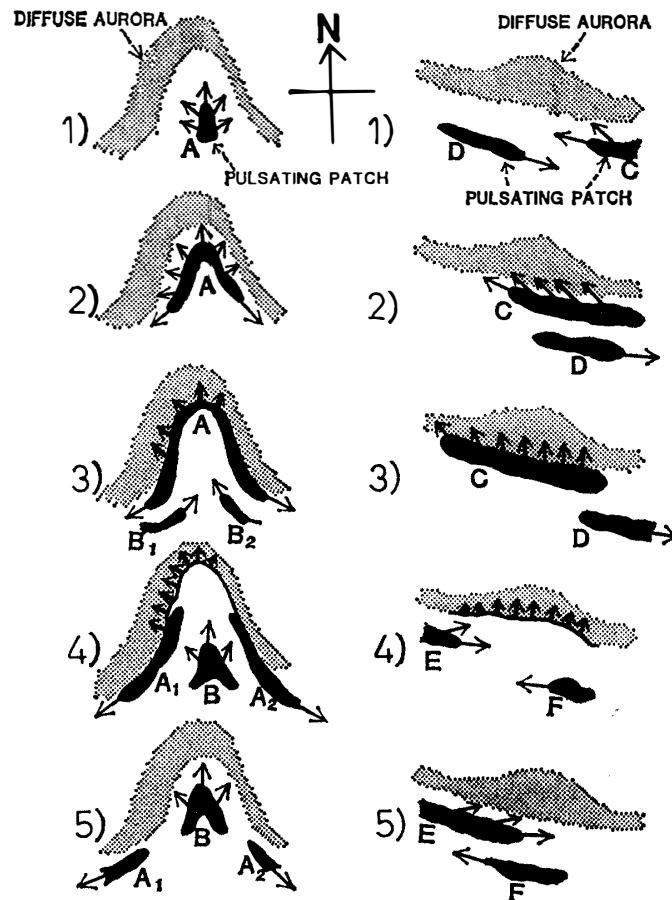 DIFFUSE AURORA
N
1)
A
PULSATING PATCH
2)
A
3)
A
B1
B2
4)
A1
B
A2
5)
B
A1
A2
DIFFUSE AURORA
1)
D
C
PULSATING PATCH
2)
C
D
3)
C
D
4)
E
F
5)
E
F